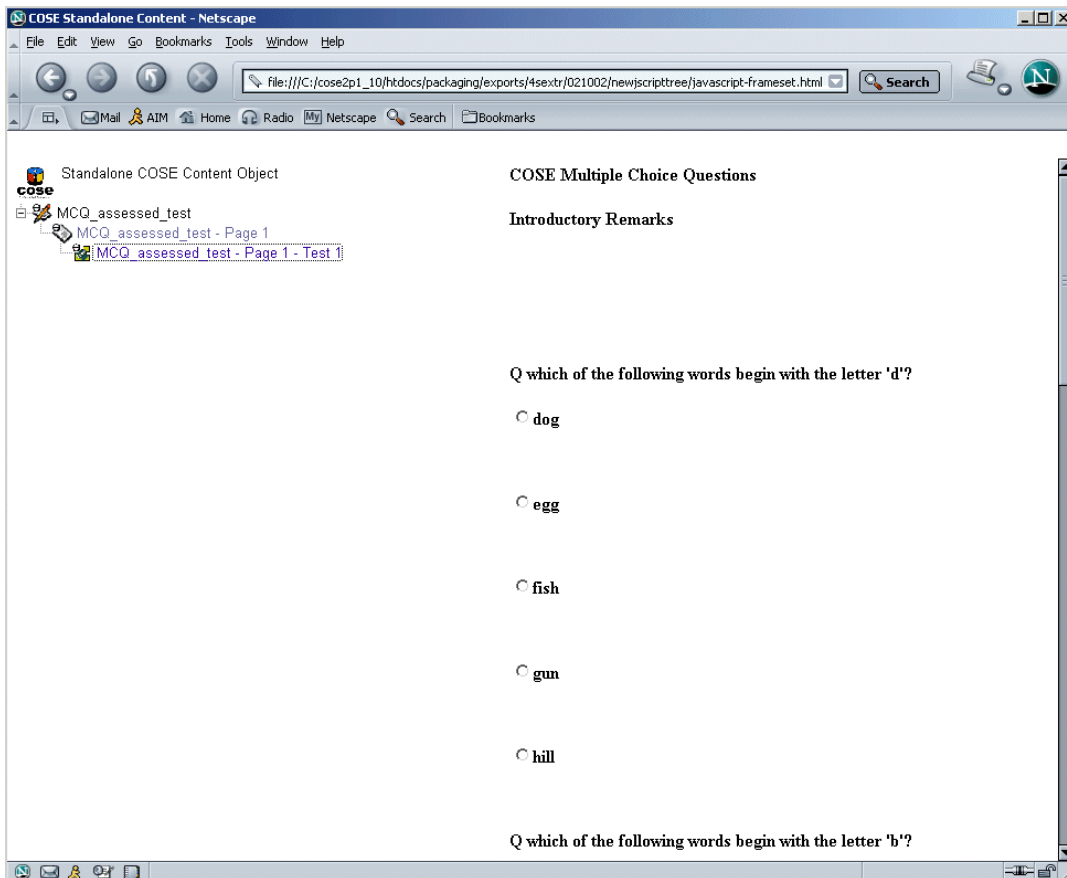 COSE Standalone Content - Netscape
File Edit View Go Bookmarks Tools Window Help
file:///C:/cose2p1_10/htdocs/packaging/exports/4sextr/021002/newjscripttree/javascript-frameset.html Search
Mail AIM Home Radio My Netscape Search Bookmarks
Standalone COSE Content Object
cose
MCQ_assessed_test
MCQ_assessed_test - Page 1
MCQ_assessed_test - Page 1 - Test 1
COSE Multiple Choice Questions
Introductory Remarks
Q which of the following words begin with the letter 'd'?
dog
egg
fish
gun
hill
Q which of the following words begin with the letter 'b'?